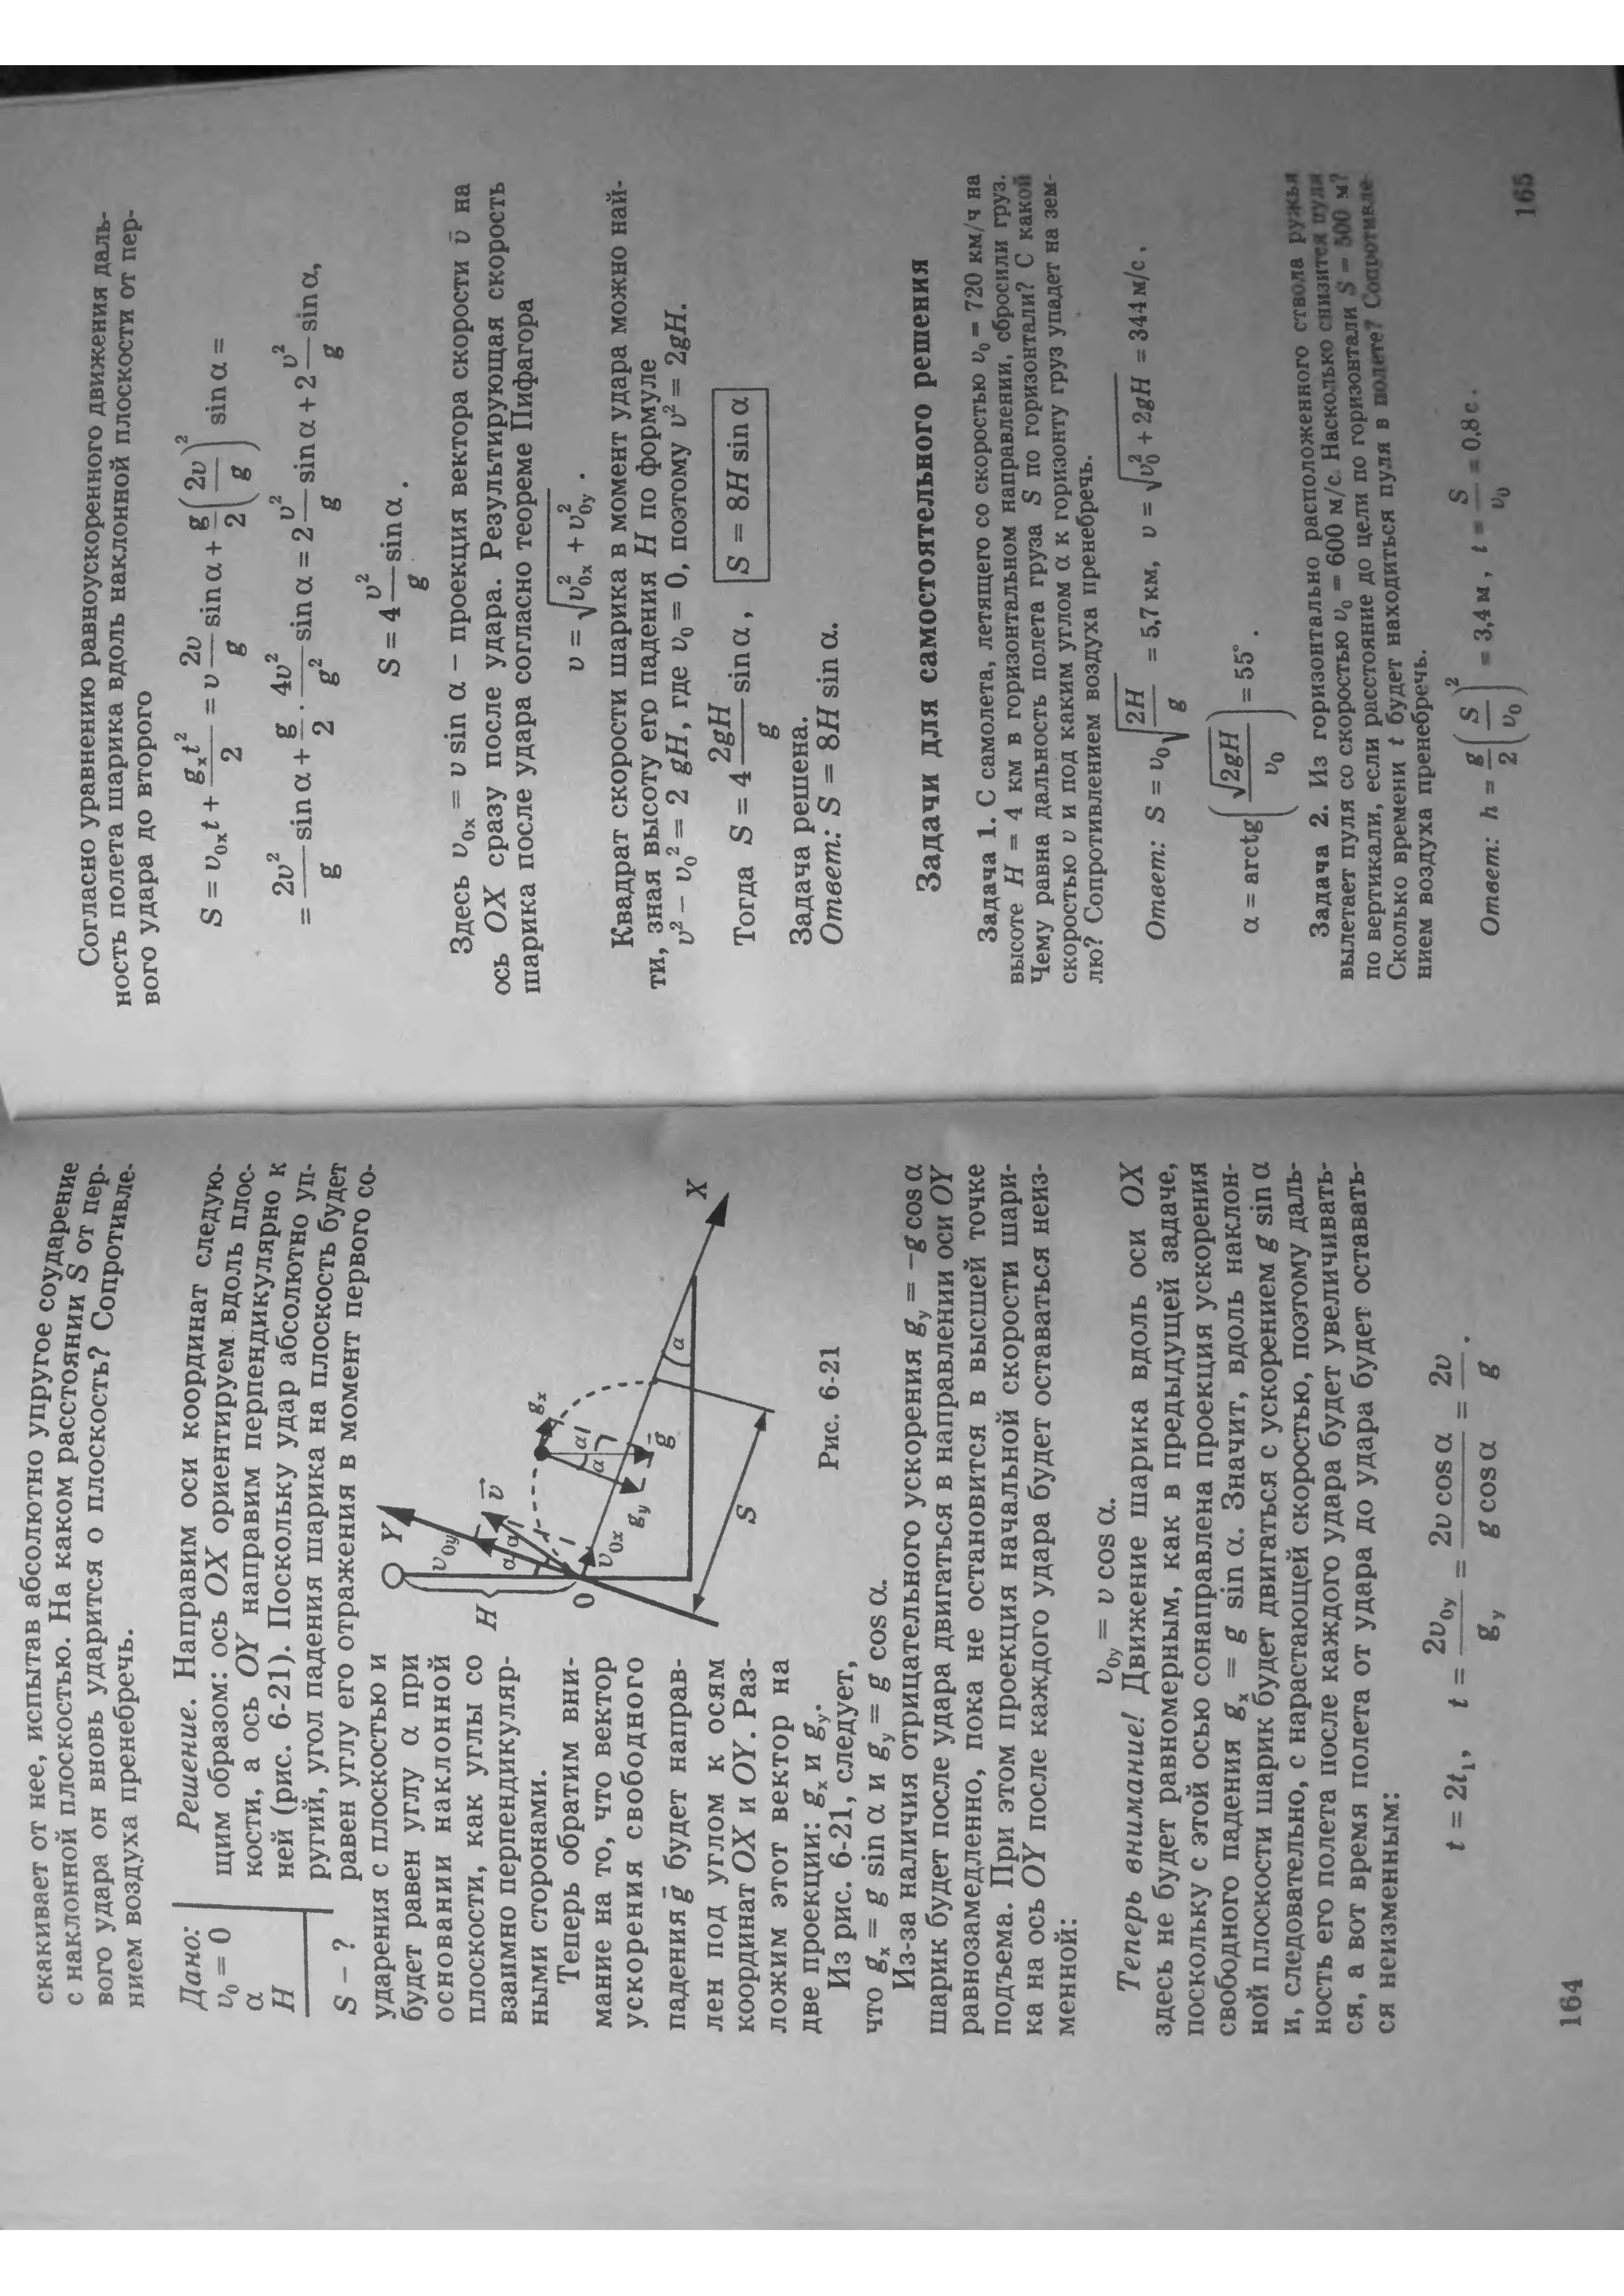 скакивает от нее, испытав абсолютно упругое соударение
с наклонной плоскостью. На каком расстоянии S от пер-
вого удара он вновь ударится о плоскость? Сопротивле-
нием воздуха пренебречь.
Дано:
v₀ = 0
α
H
S – ?
Решение. Направим оси координат следую-
щим образом: ось OX ориентируем вдоль плос-
кости, а ось OY направим перпендикулярно к
ней (рис. 6-21). Поскольку удар абсолютно уп-
ругий, угол падения шарика на плоскость будет
равен углу его отражения в момент первого со-
ударения с плоскостью и
будет равен углу α при
основании наклонной
плоскости, как углы со
взаимно перпендикуляр-
ными сторонами.
Теперь обратим вни-
мание на то, что вектор
ускорения свободного
падения g̅ будет направ-
лен под углом к осям
координат OX и OY. Раз-
ложим этот вектор на
две проекции: gₓ и g_y.
Из рис. 6-21, следует,
что gₓ = g sin α и g_y = g cos α.
Y
v₀y
v⃗
α
α
H
0
v₀ₓ
gₓ
α
α
g_y
g̅
α
X
S
Рис. 6-21
Из-за наличия отрицательного ускорения g_y = –g cos α
шарик будет после удара двигаться в направлении оси OY
равнозамедленно, пока не остановится в высшей точке
подъема. При этом проекция начальной скорости шари-
ка на ось OY после каждого удара будет оставаться неиз-
менной:
v₀y = v cos α.
Теперь внимание! Движение шарика вдоль оси OX
здесь не будет равномерным, как в предыдущей задаче,
поскольку с этой осью сонаправлена проекция ускорения
свободного падения gₓ = g sin α. Значит, вдоль наклон-
ной плоскости шарик будет двигаться с ускорением g sin α
и, следовательно, с нарастающей скоростью, поэтому даль-
ность его полета после каждого удара будет увеличивать-
ся, а вот время полета от удара до удара будет оставать-
ся неизменным:
t = 2t₁, t = 2v₀y / g_y = 2v cos α / g cos α = 2v / g.
164
Согласно уравнению равноускоренного движения даль-
ность полета шарика вдоль наклонной плоскости от пер-
вого удара до второго
S = v₀ₓt + gₓt² / 2 = v 2v / g sin α + g / 2 (2v / g)² sin α =
= 2v² / g sin α + g / 2 · 4v² / g² sin α = 2 v² / g sin α + 2 v² / g sin α,
S = 4 v² / g sin α.
Здесь v₀ₓ = v sin α – проекция вектора скорости v̅ на
ось OX сразу после удара. Результирующая скорость
шарика после удара согласно теореме Пифагора
v = √(v²₀ₓ + v²₀y).
Квадрат скорости шарика в момент удара можно най-
ти, зная высоту его падения H по формуле
v² – v₀² = 2 gH, где v₀ = 0, поэтому v² = 2gH.
Тогда S = 4 2gH / g sin α, S = 8H sin α
Задача решена.
Ответ: S = 8H sin α.
Задачи для самостоятельного решения
Задача 1. С самолета, летящего со скоростью v₀ = 720 км/ч на
высоте H = 4 км в горизонтальном направлении, сбросили груз.
Чему равна дальность полета груза S по горизонтали? С какой
скоростью v и под каким углом α к горизонту груз упадет на зем-
лю? Сопротивлением воздуха пренебречь.
Ответ: S = v₀√(2H / g) = 5,7 км, v = √(v₀² + 2gH) = 344 м/с,
α = arctg(√2gH / v₀) = 55°.
Задача 2. Из горизонтально расположенного ствола ружья
вылетает пуля со скоростью v₀ = 600 м/с. Насколько снизится пуля
по вертикали, если расстояние до цели по горизонтали S = 500 м?
Сколько времени t будет находиться пуля в полете? Сопротивле-
нием воздуха пренебречь.
Ответ: h = g / 2 (S / v₀)² = 3,4 м, t = S / v₀ = 0,8 с.
165